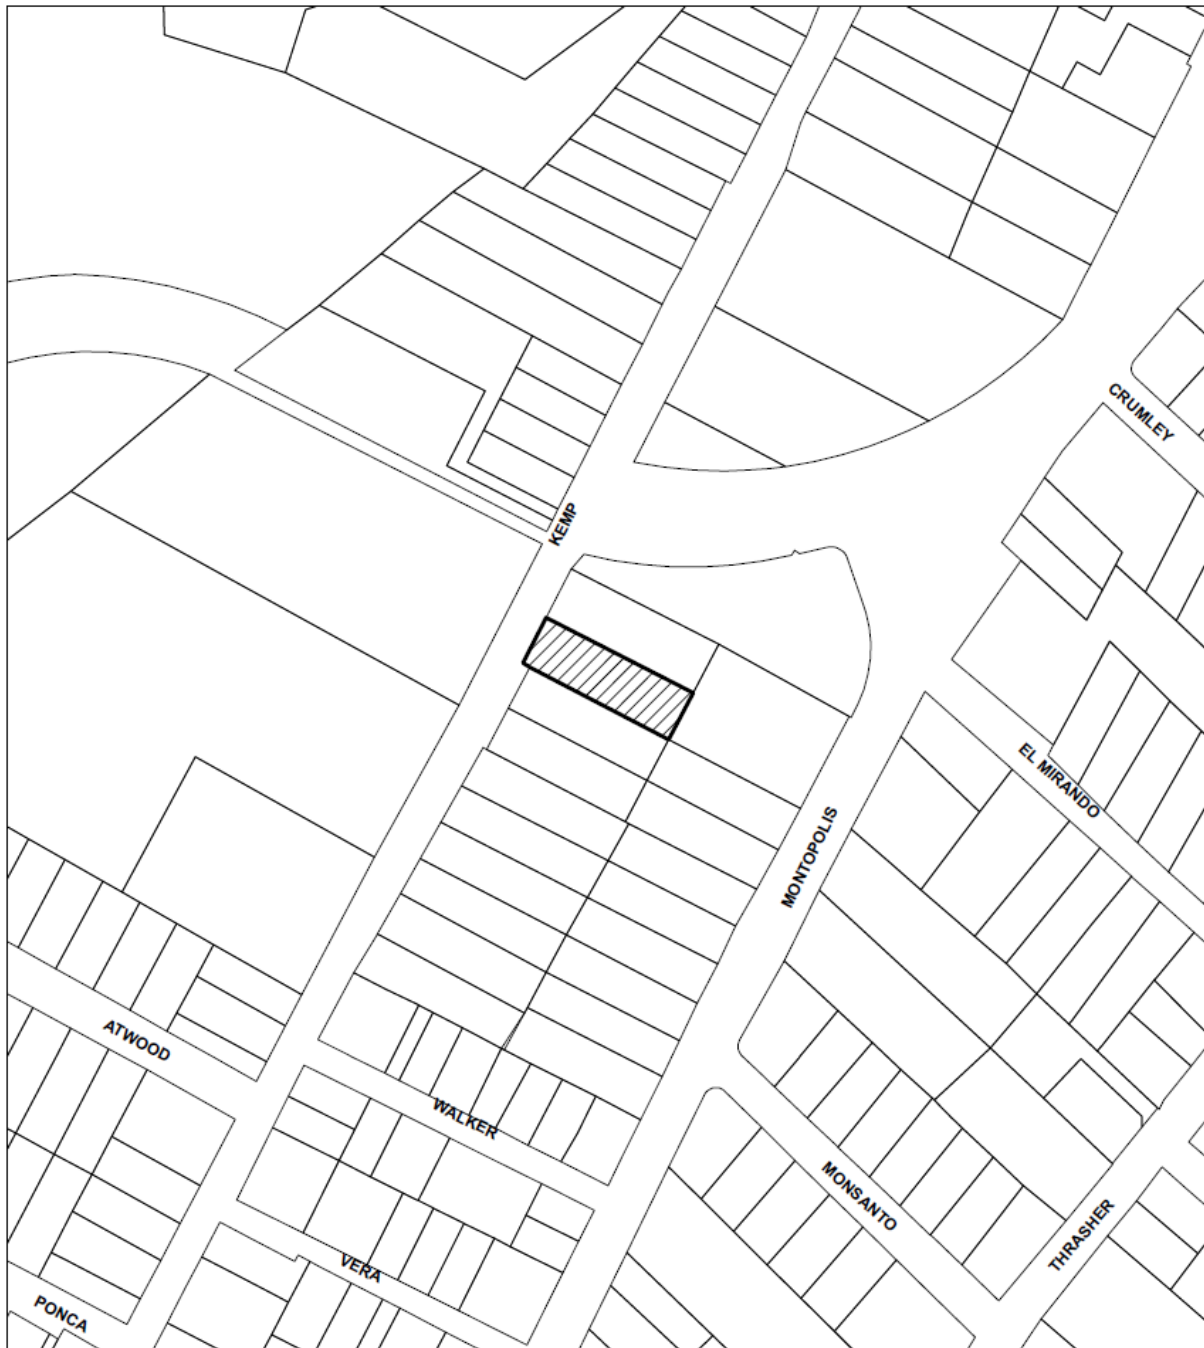 CRUMLEY
KEMP
EL MIRANDO
MONTOPOLIS
ATWOOD
WALKER
MONSANTO
THRASHER
VERA
PONCA